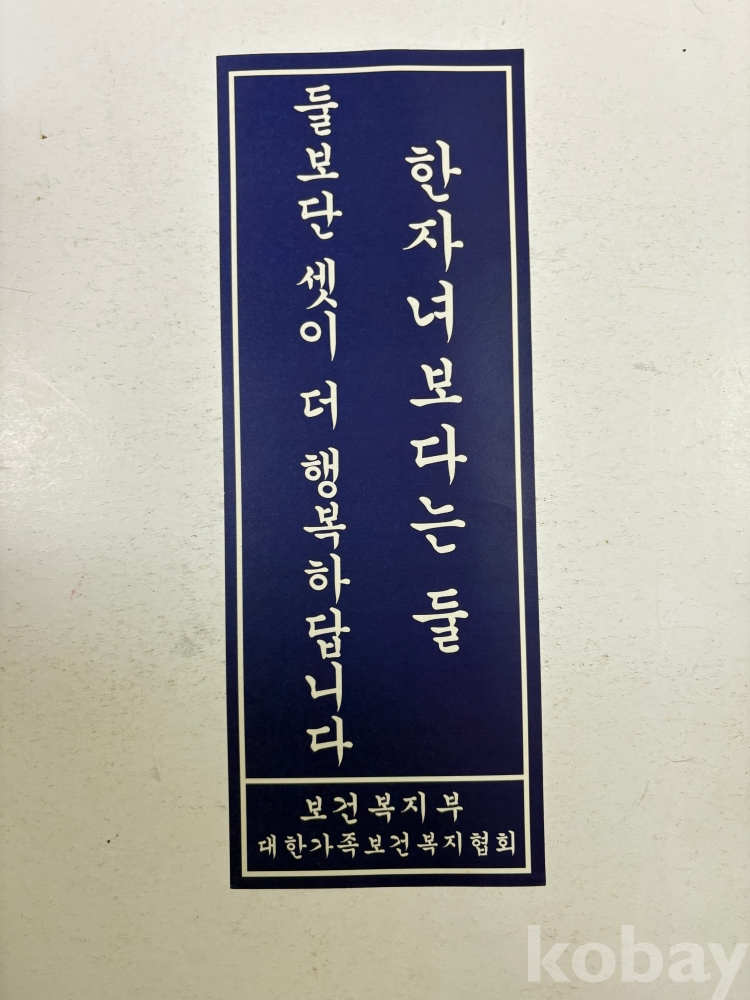 한자녀보다는 둘
둘보단 셋이 더 행복하답니다
보건복지부
대한가족보건복지협회
kobay